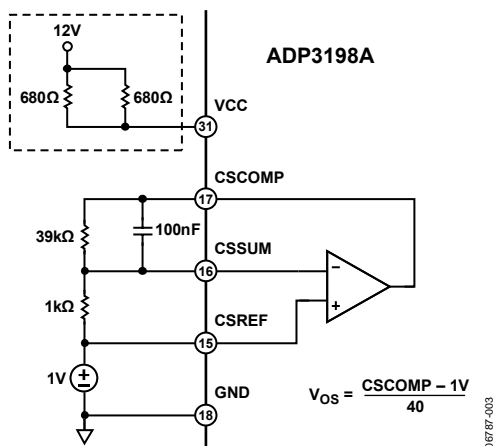 12V
ADP3198A
680Ω
680Ω
VCC
31
CSCOMP
17
39kΩ
100nF
CSSUM
16
–
1kΩ
+
CSREF
15
1V
+
–
GND
18
VOS = CSCOMP – 1V
40
06787-003